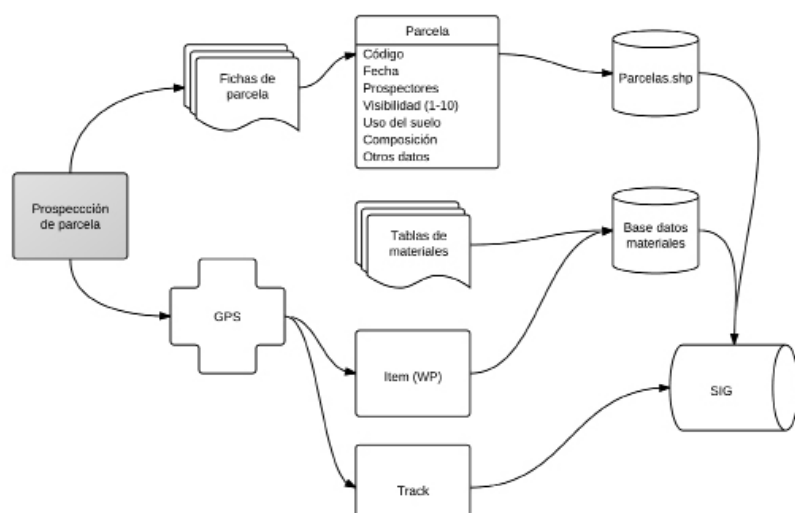 Parcela
Código
Fecha
Prospectores
Visibilidad (1-10)
Uso del suelo
Composición
Otros datos
Fichas de
parcela
Parcelas.shp
Prospeccción
de parcela
Tablas de
materiales
Base datos
materiales
GPS
Item (WP)
SIG
Track